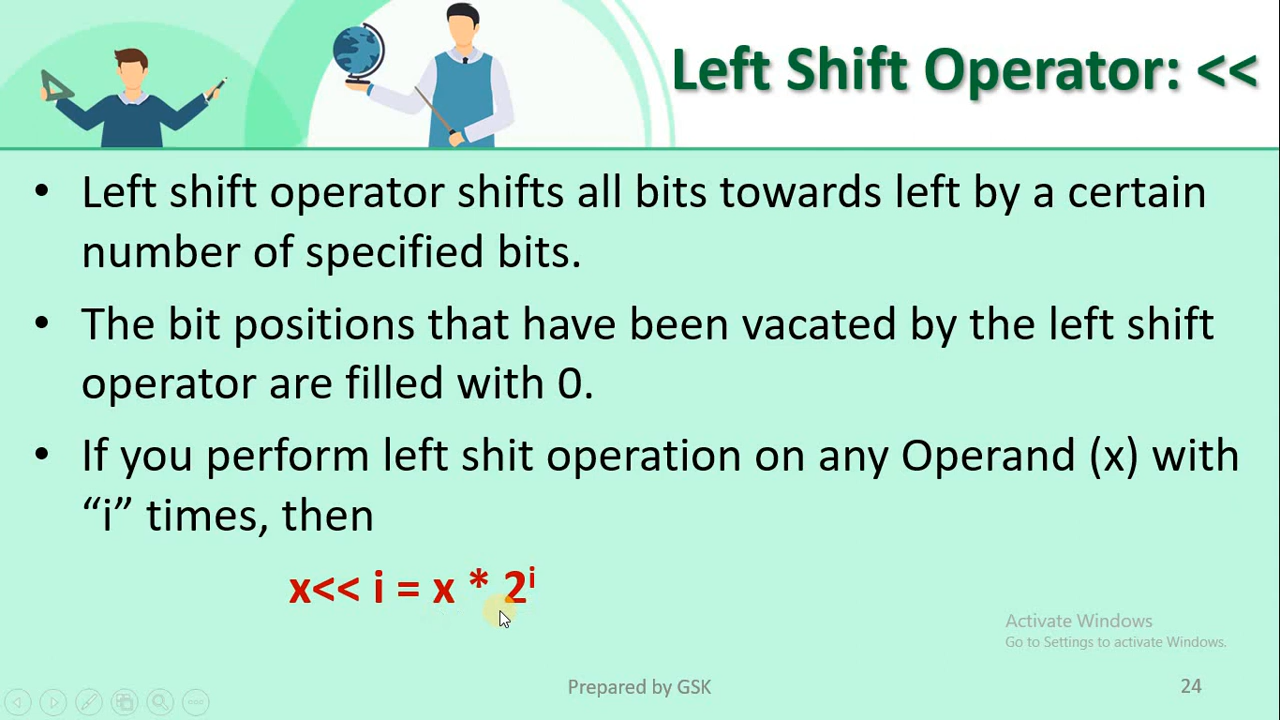 Left Shift Operator: <<
• Left shift operator shifts all bits towards left by a certain
number of specified bits.
• The bit positions that have been vacated by the left shift
operator are filled with 0.
• If you perform left shit operation on any Operand (x) with
“i” times, then
x<< i = x * 2ⁱ
Activate Windows
Go to Settings to activate Windows.
Prepared by GSK
24